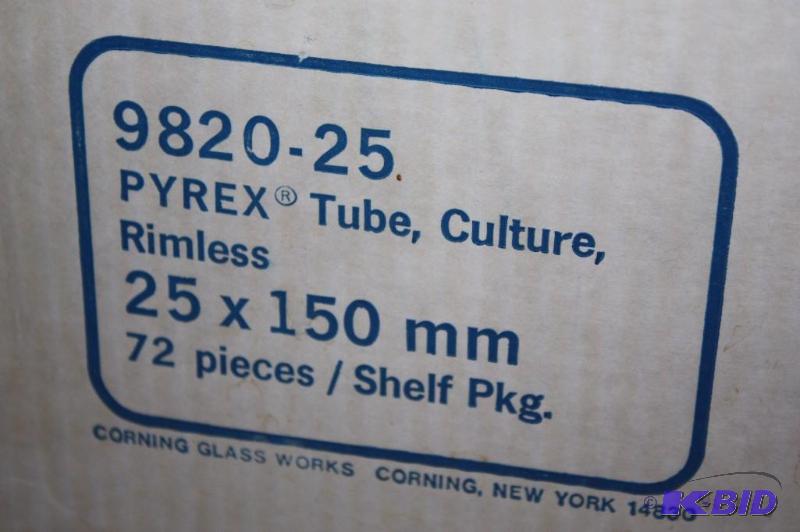 9820-25
PYREX® Tube, Culture,
Rimless
25 x 150 mm
72 pieces / Shelf Pkg.
CORNING GLASS WORKS CORNING, NEW YORK 14830
© K-BID